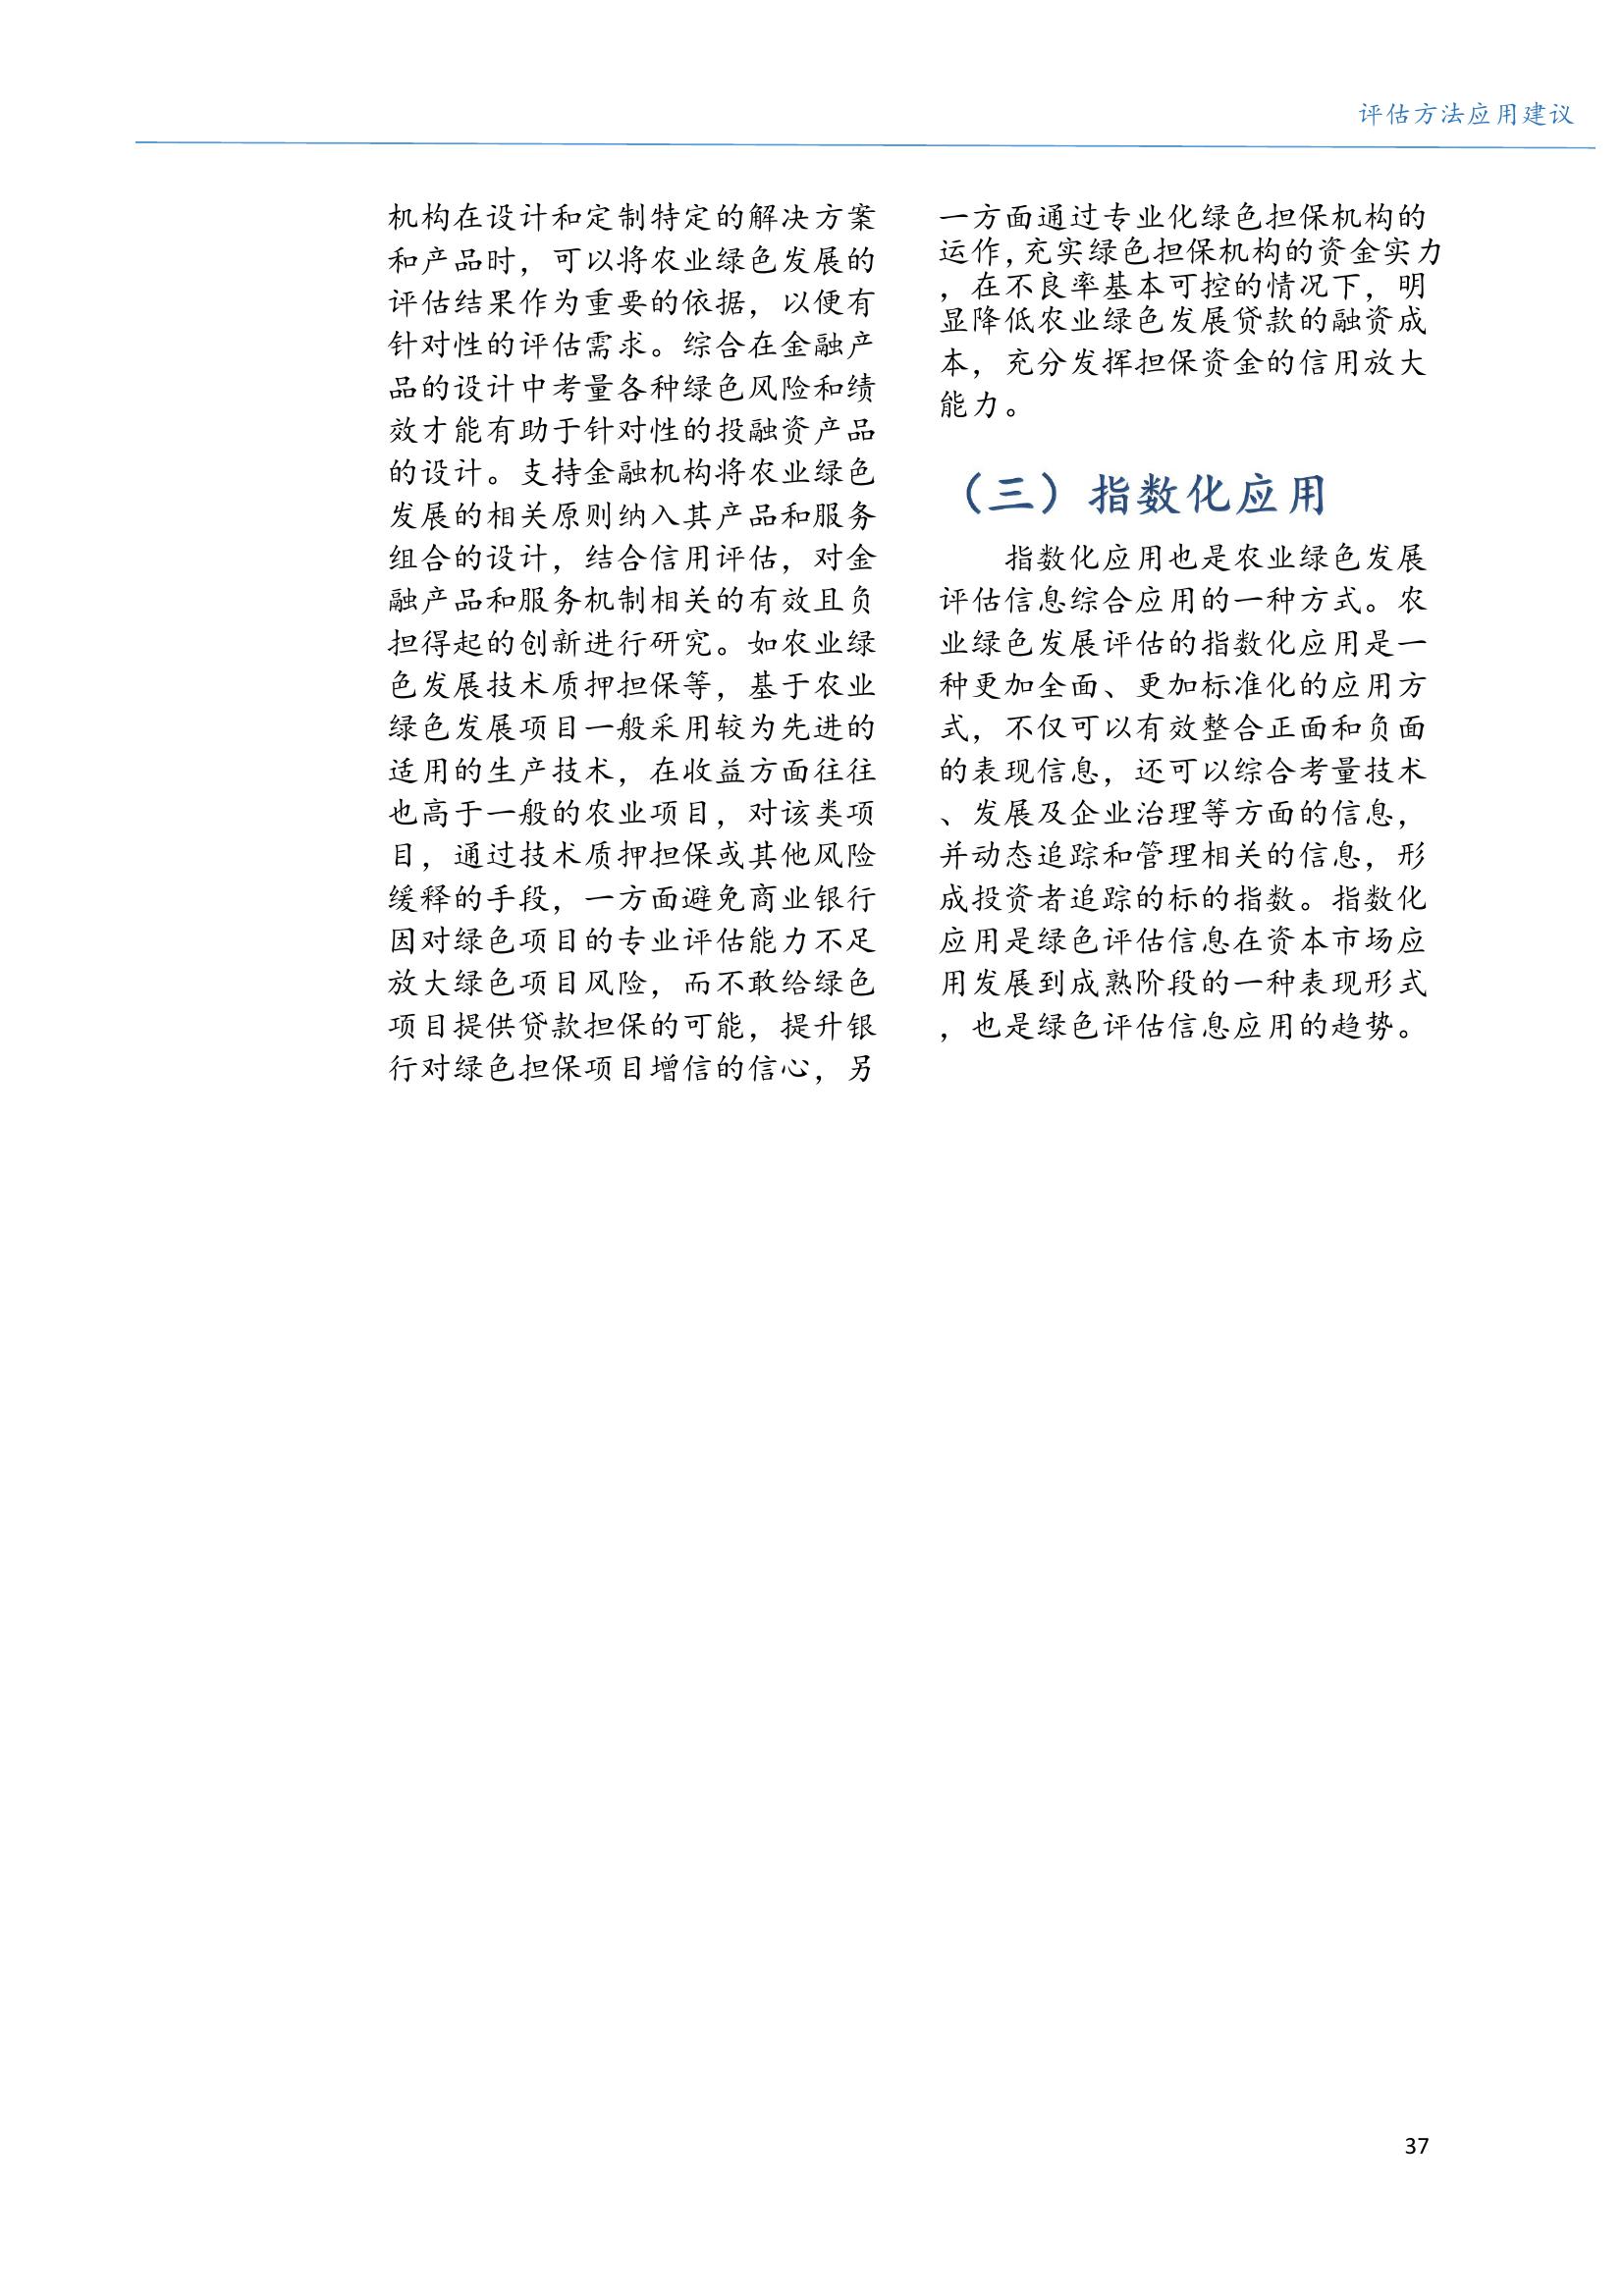 评估方法应用建议
机构在设计和定制特定的解决方案
和产品时，可以将农业绿色发展的
评估结果作为重要的依据，以便有
针对性的评估需求。综合在金融产
品的设计中考量各种绿色风险和绩
效才能有助于针对性的投融资产品
的设计。支持金融机构将农业绿色
发展的相关原则纳入其产品和服务
组合的设计，结合信用评估，对金
融产品和服务机制相关的有效且负
担得起的创新进行研究。如农业绿
色发展技术质押担保等，基于农业
绿色发展项目一般采用较为先进的
适用的生产技术，在收益方面往往
也高于一般的农业项目，对该类项
目，通过技术质押担保或其他风险
缓释的手段，一方面避免商业银行
因对绿色项目的专业评估能力不足
放大绿色项目风险，而不敢给绿色
项目提供贷款担保的可能，提升银
行对绿色担保项目增信的信心，另
一方面通过专业化绿色担保机构的
运作，充实绿色担保机构的资金实力
，在不良率基本可控的情况下，明
显降低农业绿色发展贷款的融资成
本，充分发挥担保资金的信用放大
能力。
（三）指数化应用
指数化应用也是农业绿色发展
评估信息综合应用的一种方式。农
业绿色发展评估的指数化应用是一
种更加全面、更加标准化的应用方
式，不仅可以有效整合正面和负面
的表现信息，还可以综合考量技术
、发展及企业治理等方面的信息，
并动态追踪和管理相关的信息，形
成投资者追踪的标的指数。指数化
应用是绿色评估信息在资本市场应
用发展到成熟阶段的一种表现形式
，也是绿色评估信息应用的趋势。
37